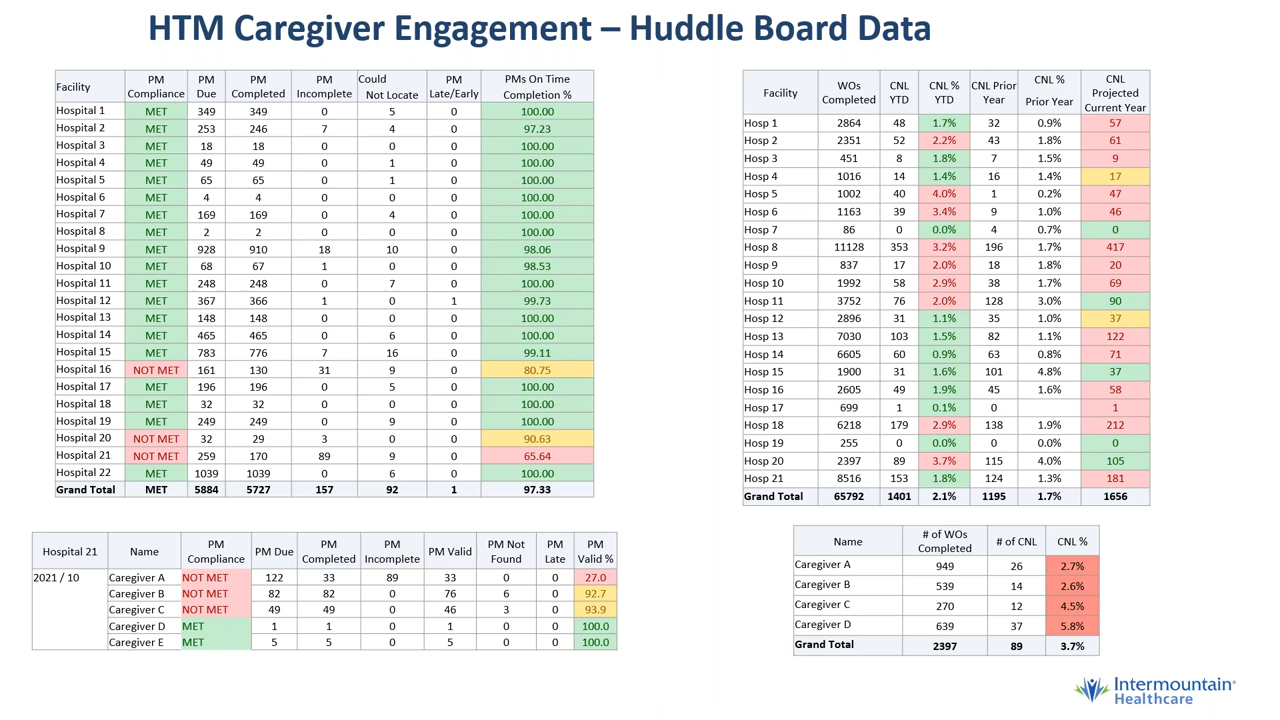 HTM Caregiver Engagement – Huddle Board Data
Facility PM Compliance PM Due PM Completed PM Incomplete Could Not Locate PM Late/Early PMs On Time Completion %
Hospital 1 MET 349 349 0 5 0 100.00
Hospital 2 MET 253 246 7 4 0 97.23
Hospital 3 MET 18 18 0 0 0 100.00
Hospital 4 MET 49 49 0 1 0 100.00
Hospital 5 MET 65 65 0 1 0 100.00
Hospital 6 MET 4 4 0 0 0 100.00
Hospital 7 MET 169 169 0 4 0 100.00
Hospital 8 MET 2 2 0 0 0 100.00
Hospital 9 MET 928 910 18 10 0 98.06
Hospital 10 MET 68 67 1 0 0 98.53
Hospital 11 MET 248 248 0 7 0 100.00
Hospital 12 MET 367 366 1 0 1 99.73
Hospital 13 MET 148 148 0 0 0 100.00
Hospital 14 MET 465 465 0 6 0 100.00
Hospital 15 MET 783 776 7 16 0 99.11
Hospital 16 NOT MET 161 130 31 9 0 80.75
Hospital 17 MET 196 196 0 5 0 100.00
Hospital 18 MET 32 32 0 0 0 100.00
Hospital 19 MET 249 249 0 9 0 100.00
Hospital 20 NOT MET 32 29 3 0 0 90.63
Hospital 21 NOT MET 259 170 89 9 0 65.64
Hospital 22 MET 1039 1039 0 6 0 100.00
Grand Total MET 5884 5727 157 92 1 97.33
Hospital 21 Name PM Compliance PM Due PM Completed PM Incomplete PM Valid PM Not Found PM Late PM Valid %
2021 / 10 Caregiver A NOT MET 122 33 89 33 0 0 27.0
Caregiver B NOT MET 82 82 0 76 6 0 92.7
Caregiver C NOT MET 49 49 0 46 3 0 93.9
Caregiver D MET 1 1 0 1 0 0 100.0
Caregiver E MET 5 5 0 5 0 0 100.0
Facility WOs Completed CNL YTD CNL % YTD CNL Prior Year CNL % Prior Year CNL Projected Current Year
Hosp 1 2864 48 1.7% 32 0.9% 57
Hosp 2 2351 52 2.2% 43 1.8% 61
Hosp 3 451 8 1.8% 7 1.5% 9
Hosp 4 1016 14 1.4% 16 1.4% 17
Hosp 5 1002 40 4.0% 1 0.2% 47
Hosp 6 1163 39 3.4% 9 1.0% 46
Hosp 7 86 0 0.0% 4 0.7% 0
Hosp 8 11128 353 3.2% 196 1.7% 417
Hosp 9 837 17 2.0% 18 1.8% 20
Hosp 10 1992 58 2.9% 38 1.7% 69
Hosp 11 3752 76 2.0% 128 3.0% 90
Hosp 12 2896 31 1.1% 35 1.0% 37
Hosp 13 7030 103 1.5% 82 1.1% 122
Hosp 14 6605 60 0.9% 63 0.8% 71
Hosp 15 1900 31 1.6% 101 4.8% 37
Hosp 16 2605 49 1.9% 45 1.6% 58
Hosp 17 699 1 0.1% 0 1
Hosp 18 6218 179 2.9% 138 1.9% 212
Hosp 19 255 0 0.0% 0 0.0% 0
Hosp 20 2397 89 3.7% 115 4.0% 105
Hosp 21 8516 153 1.8% 124 1.3% 181
Grand Total 65792 1401 2.1% 1195 1.7% 1656
Name # of WOs Completed # of CNL CNL %
Caregiver A 949 26 2.7%
Caregiver B 539 14 2.6%
Caregiver C 270 12 4.5%
Caregiver D 639 37 5.8%
Grand Total 2397 89 3.7%
Intermountain®
Healthcare